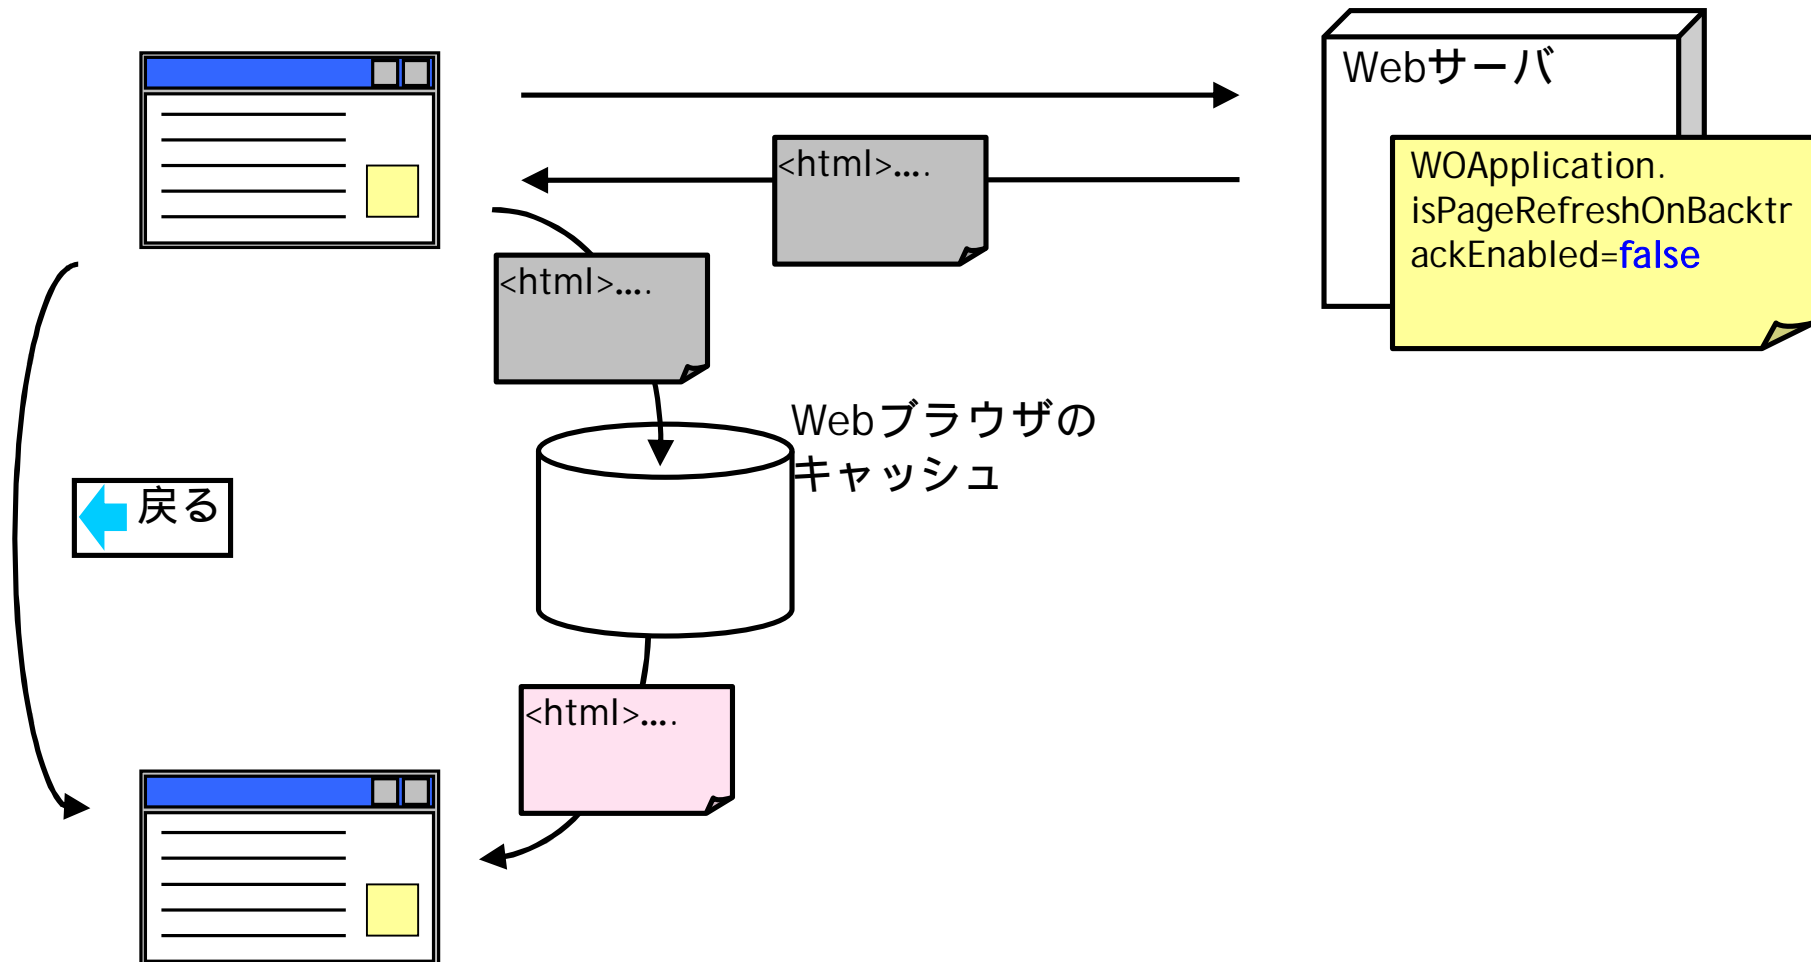 Webサーバ
<html>….
WOApplication.
isPageRefreshOnBacktr
ackEnabled=false
<html>….
Webブラウザの
キャッシュ
戻る
<html>….